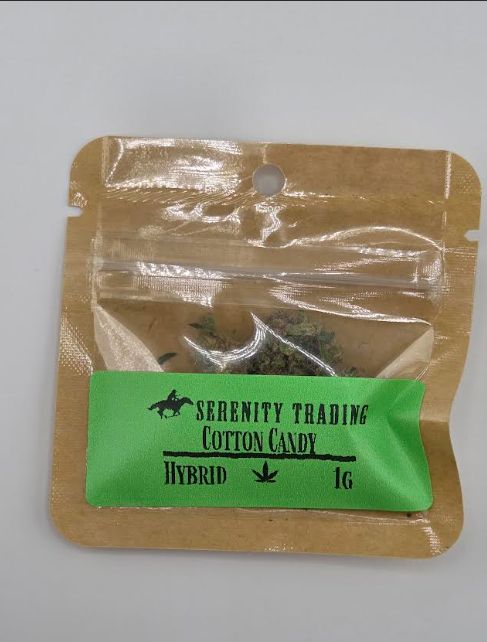 SERENITY TRADING
COTTON CANDY
HYBRID 1G